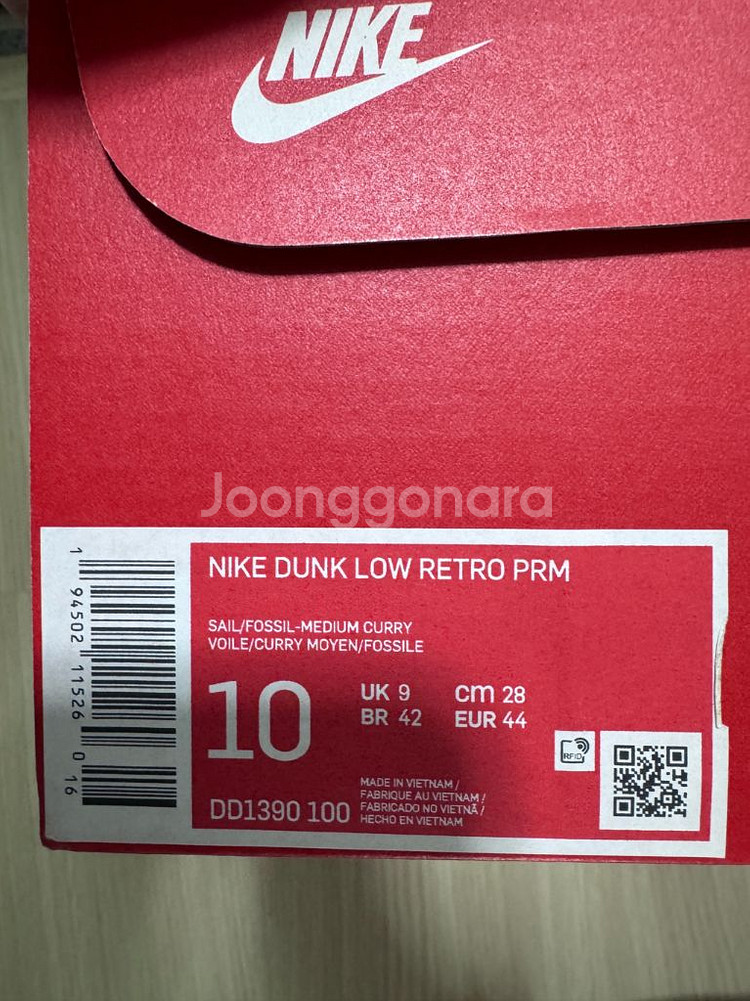 NIKE
Joonggonara
NIKE DUNK LOW RETRO PRM
SAIL/FOSSIL-MEDIUM CURRY
VOILE/CURRY MOYEN/FOSSILE
10
UK 9 cm 28
BR 42 EUR 44
RFID
MADE IN VIETNAM /
FABRIQUE AU VIETNAM /
FABRICADO NO VIETNÃ /
HECHO EN VIETNAM
DD1390 100
1 94502 11526 0 16